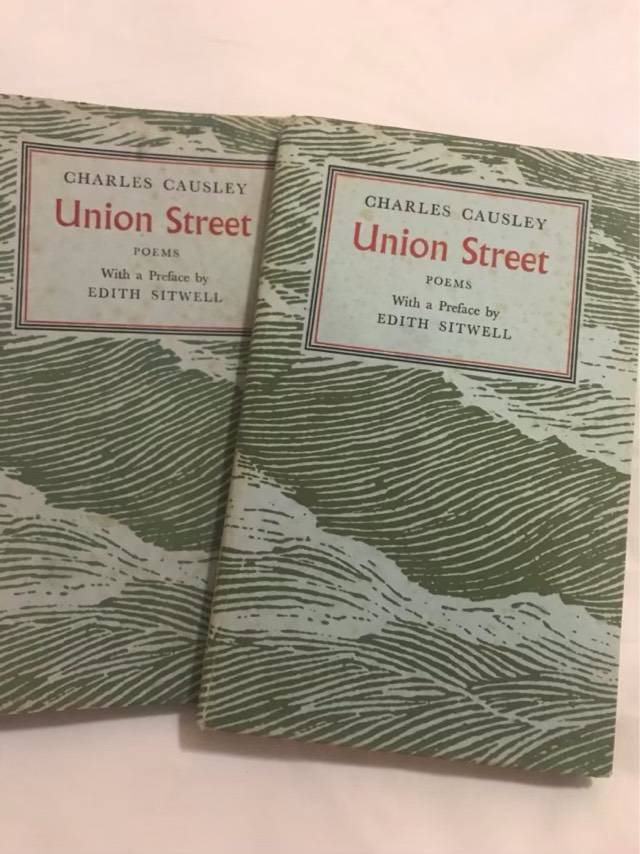 CHARLES CAUSLEY
Union Street
POEMS
With a Preface by
EDITH SITWELL
CHARLES CAUSLEY
Union Street
POEMS
With a Preface by
EDITH SITWELL